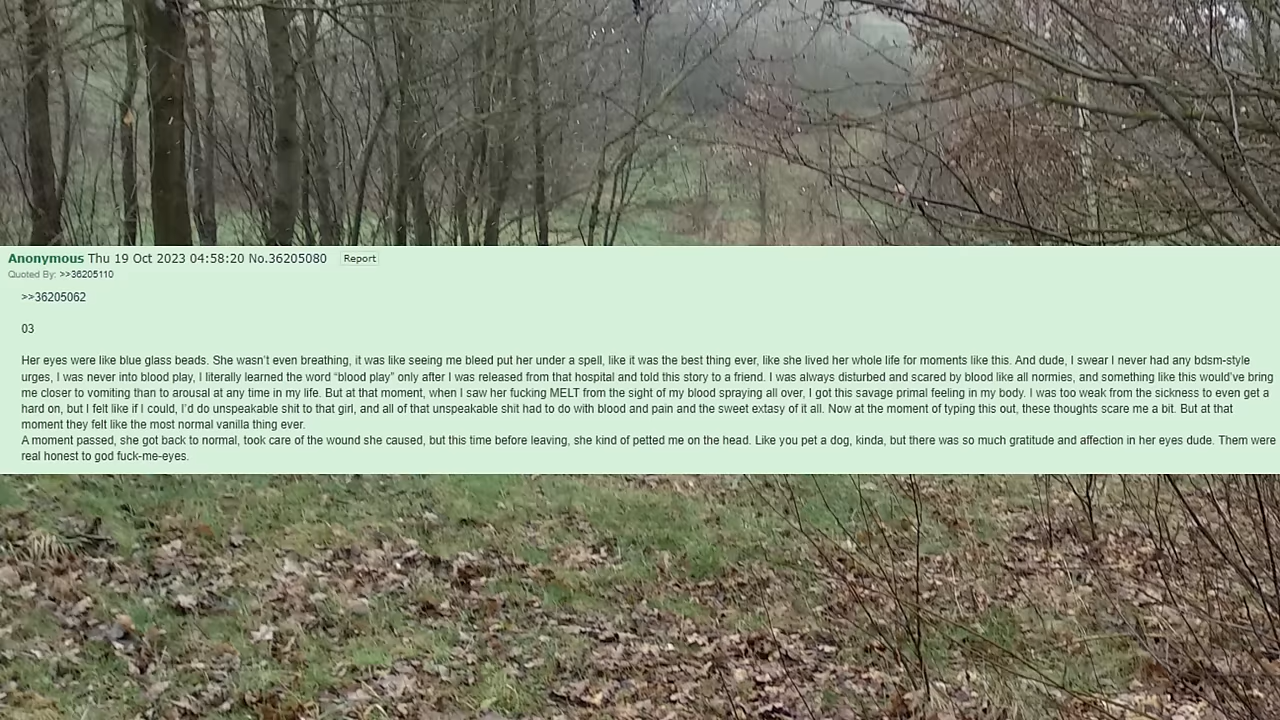 Anonymous Thu 19 Oct 2023 04:58:20 No.36205080 Report
Quoted By: >>36205110
>>36205062
03
Her eyes were like blue glass beads. She wasn't even breathing, it was like seeing me bleed put her under a spell, like it was the best thing ever, like she lived her whole life for moments like this. And dude, I swear I never had any bdsm-style
urges, I was never into blood play, I literally learned the word “blood play” only after I was released from that hospital and told this story to a friend. I was always disturbed and scared by blood like all normies, and something like this would've bring
me closer to vomiting than to arousal at any time in my life. But at that moment, when I saw her fucking MELT from the sight of my blood spraying all over, I got this savage primal feeling in my body. I was too weak from the sickness to even get a
hard on, but I felt like if I could, I'd do unspeakable shit to that girl, and all of that unspeakable shit had to do with blood and pain and the sweet extasy of it all. Now at the moment of typing this out, these thoughts scare me a bit. But at that
moment they felt like the most normal vanilla thing ever.
A moment passed, she got back to normal, took care of the wound she caused, but this time before leaving, she kind of petted me on the head. Like you pet a dog, kinda, but there was so much gratitude and affection in her eyes dude. Them were
real honest to god fuck-me-eyes.